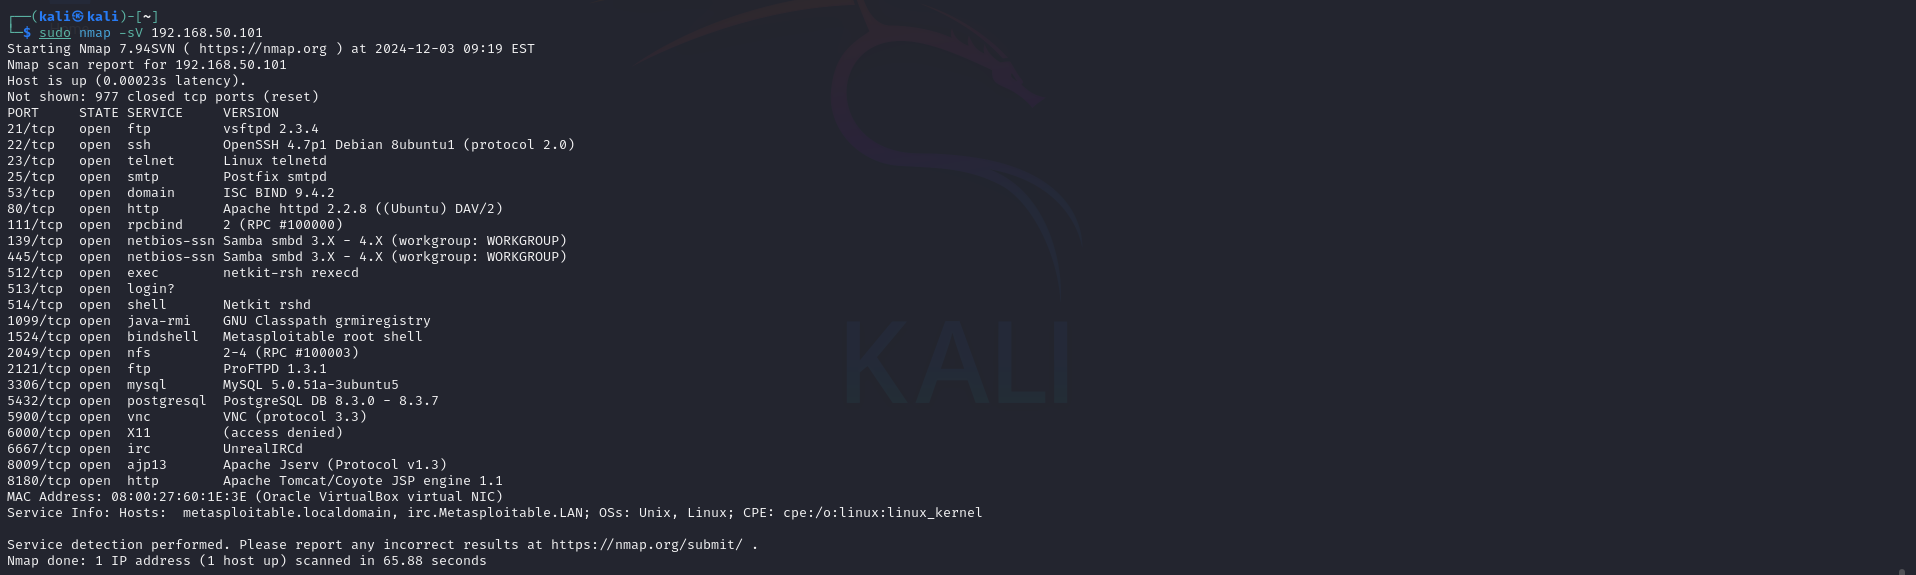 ┌──(kali㉿kali)-[~]
└─$ sudo nmap -sV 192.168.50.101
Starting Nmap 7.94SVN ( https://nmap.org ) at 2024-12-03 09:19 EST
Nmap scan report for 192.168.50.101
Host is up (0.00023s latency).
Not shown: 977 closed tcp ports (reset)
PORT     STATE SERVICE     VERSION
21/tcp   open  ftp         vsftpd 2.3.4
22/tcp   open  ssh         OpenSSH 4.7p1 Debian 8ubuntu1 (protocol 2.0)
23/tcp   open  telnet      Linux telnetd
25/tcp   open  smtp        Postfix smtpd
53/tcp   open  domain      ISC BIND 9.4.2
80/tcp   open  http        Apache httpd 2.2.8 ((Ubuntu) DAV/2)
111/tcp  open  rpcbind     2 (RPC #100000)
139/tcp  open  netbios-ssn Samba smbd 3.X - 4.X (workgroup: WORKGROUP)
445/tcp  open  netbios-ssn Samba smbd 3.X - 4.X (workgroup: WORKGROUP)
512/tcp  open  exec        netkit-rsh rexecd
513/tcp  open  login?
514/tcp  open  shell       Netkit rshd
1099/tcp open  java-rmi    GNU Classpath grmiregistry
1524/tcp open  bindshell   Metasploitable root shell
2049/tcp open  nfs         2-4 (RPC #100003)
2121/tcp open  ftp         ProFTPD 1.3.1
3306/tcp open  mysql       MySQL 5.0.51a-3ubuntu5
5432/tcp open  postgresql  PostgreSQL DB 8.3.0 - 8.3.7
5900/tcp open  vnc         VNC (protocol 3.3)
6000/tcp open  X11         (access denied)
6667/tcp open  irc         UnrealIRCd
8009/tcp open  ajp13       Apache Jserv (Protocol v1.3)
8180/tcp open  http        Apache Tomcat/Coyote JSP engine 1.1
MAC Address: 08:00:27:60:1E:3E (Oracle VirtualBox virtual NIC)
Service Info: Hosts:  metasploitable.localdomain, irc.Metasploitable.LAN; OSs: Unix, Linux; CPE: cpe:/o:linux:linux_kernel

Service detection performed. Please report any incorrect results at https://nmap.org/submit/ .
Nmap done: 1 IP address (1 host up) scanned in 65.88 seconds
KALI